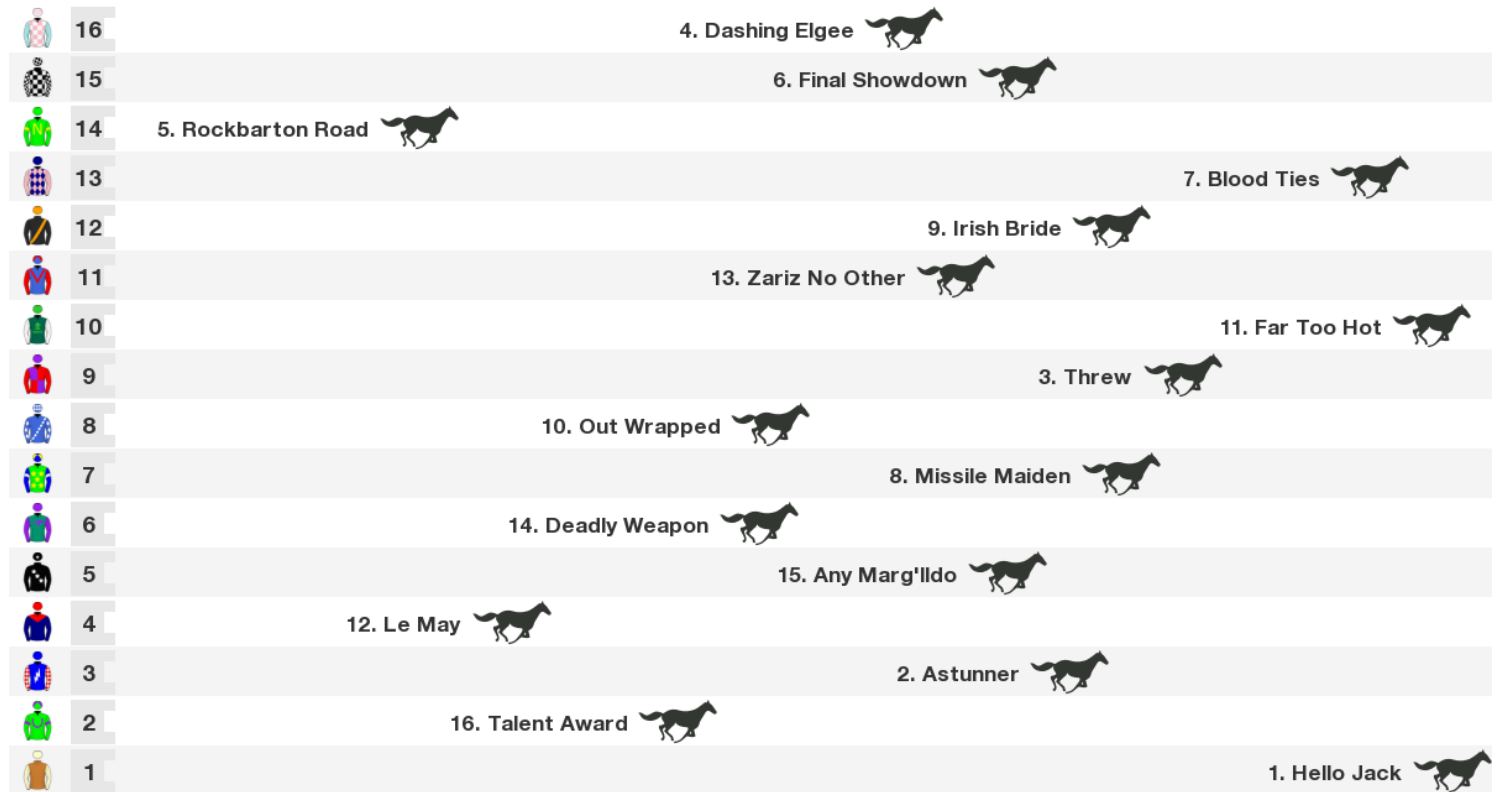 16 4. Dashing Elgee
15 6. Final Showdown
14 5. Rockbarton Road
13 7. Blood Ties
12 9. Irish Bride
11 13. Zariz No Other
10 11. Far Too Hot
9 3. Threw
8 10. Out Wrapped
7 8. Missile Maiden
6 14. Deadly Weapon
5 15. Any Marg'lldo
4 12. Le May
3 2. Astunner
2 16. Talent Award
1 1. Hello Jack